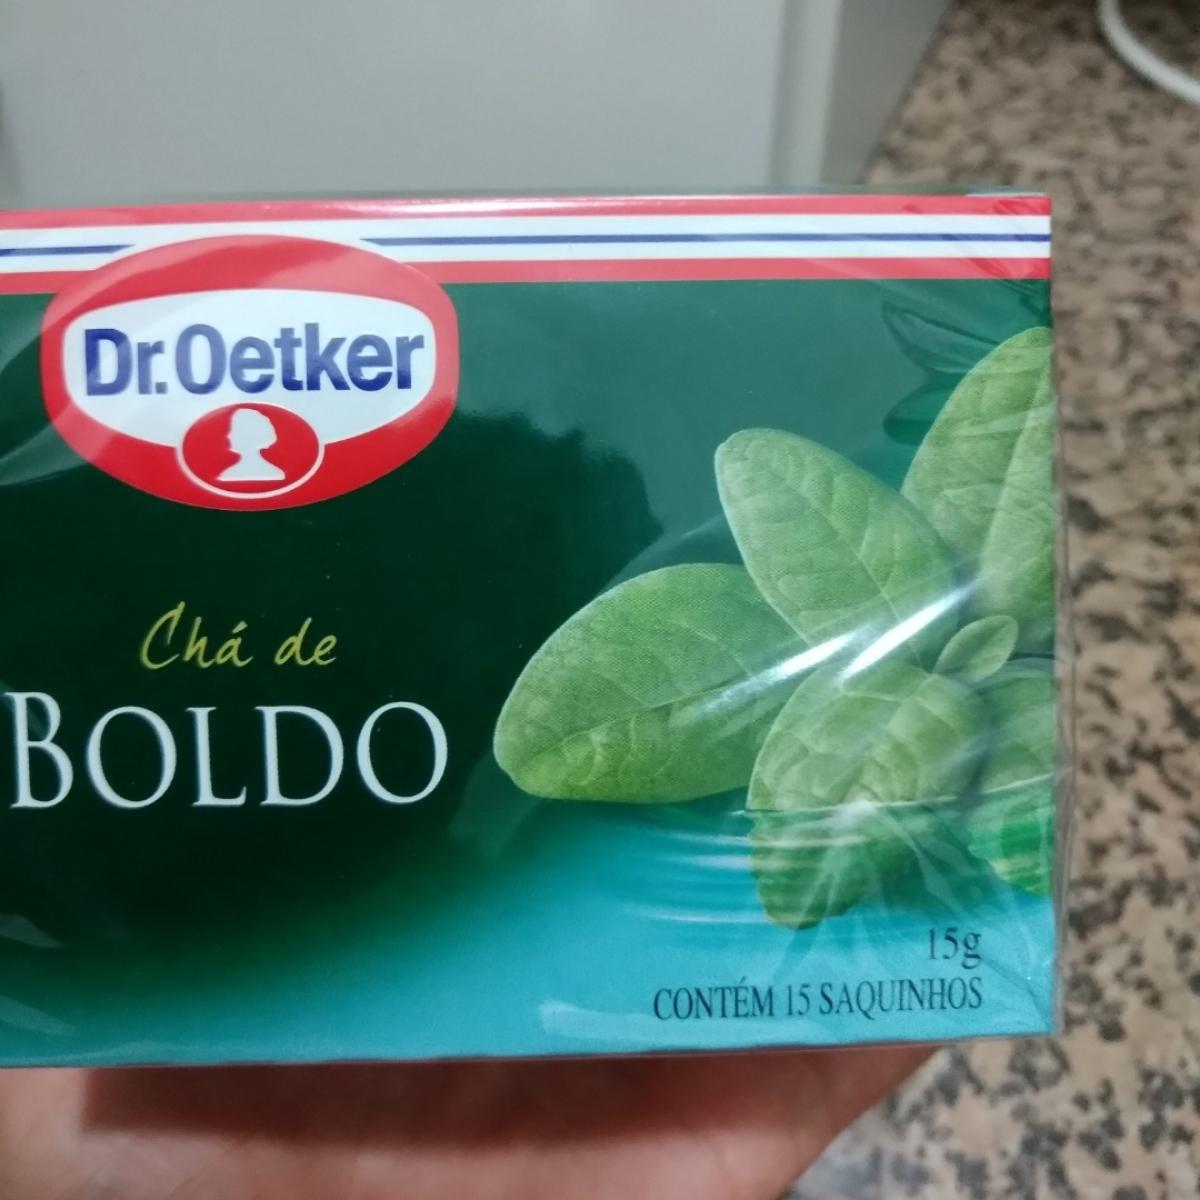 Dr.Oetker
Chá de
BOLDO
15g
CONTÉM 15 SAQUINHOS